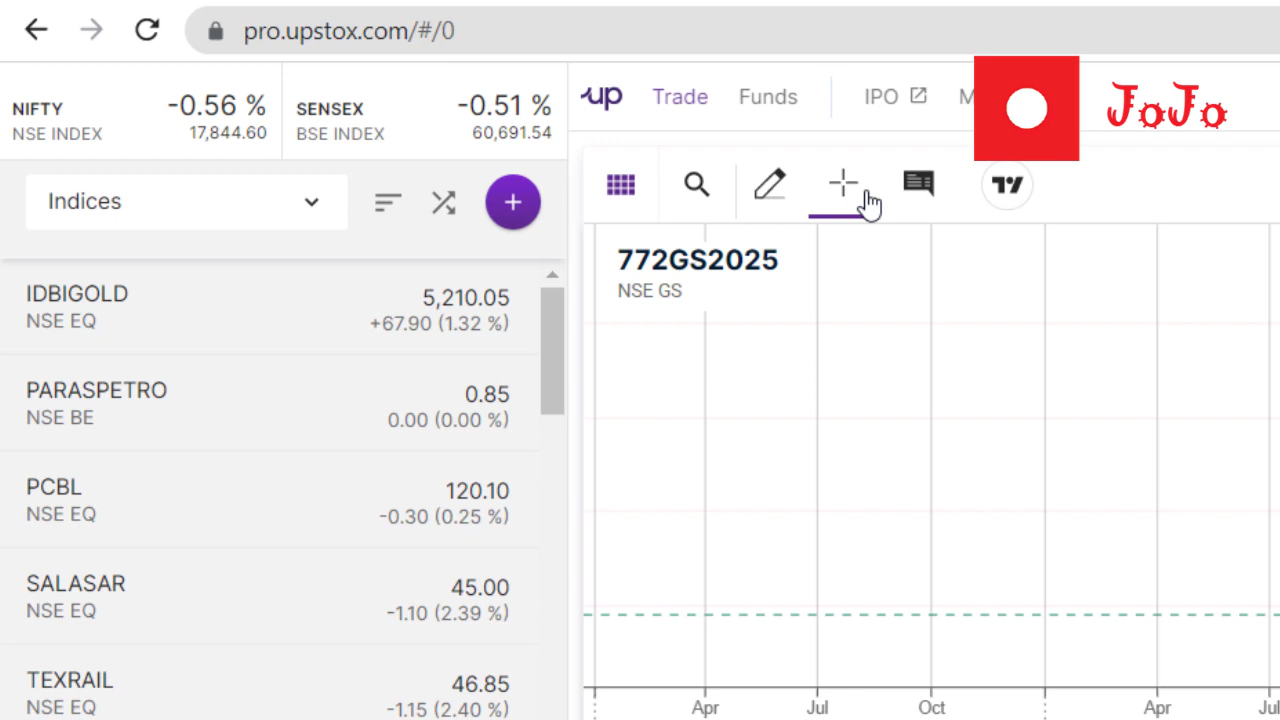 pro.upstox.com/#/0
NIFTY -0.56 %
NSE INDEX 17,844.60
SENSEX -0.51 %
BSE INDEX 60,691.54
up Trade Funds IPO M
JoJo
Indices
IDBIGOLD 5,210.05
NSE EQ +67.90 (1.32 %)
PARASPETRO 0.85
NSE BE 0.00 (0.00 %)
PCBL 120.10
NSE EQ -0.30 (0.25 %)
SALASAR 45.00
NSE EQ -1.10 (2.39 %)
TEXRAIL 46.85
NSE EQ -1.15 (2.40 %)
772GS2025
NSE GS
Apr Jul Oct Apr Jul